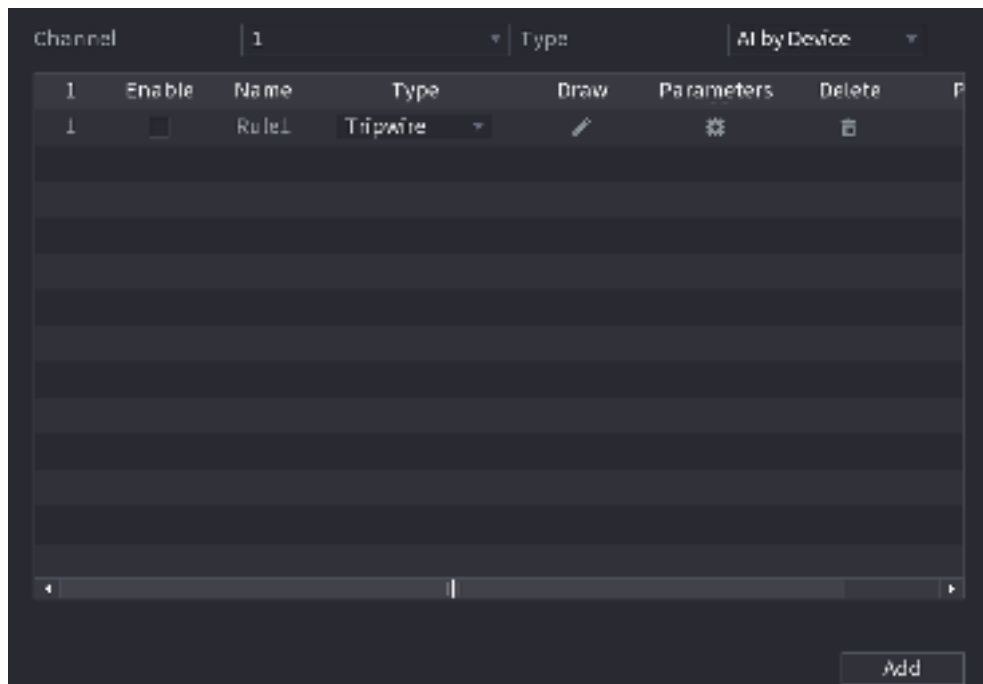 Channel 1 Type AI by Device
1 Enable Name Type Draw Parameters Delete P
1 Rule1 Tripwire
Add